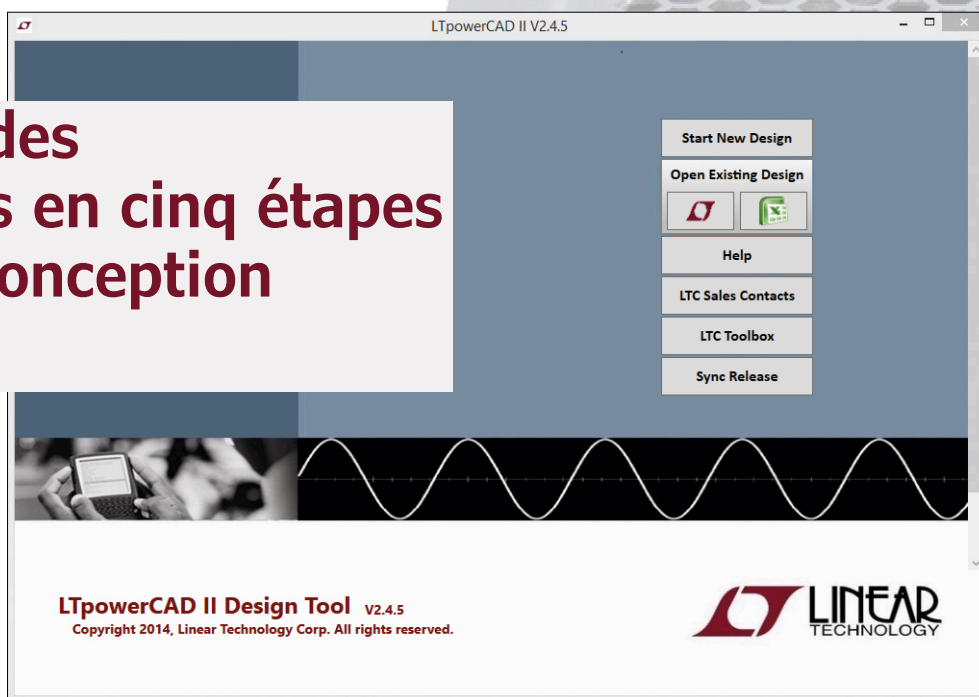 LTpowerCAD II V2.4.5
des
s en cinq étapes
onception
Start New Design
Open Existing Design
Help
LTC Sales Contacts
LTC Toolbox
Sync Release
LTpowerCAD II Design Tool V2.4.5
Copyright 2014, Linear Technology Corp. All rights reserved.
LINEAR
TECHNOLOGY